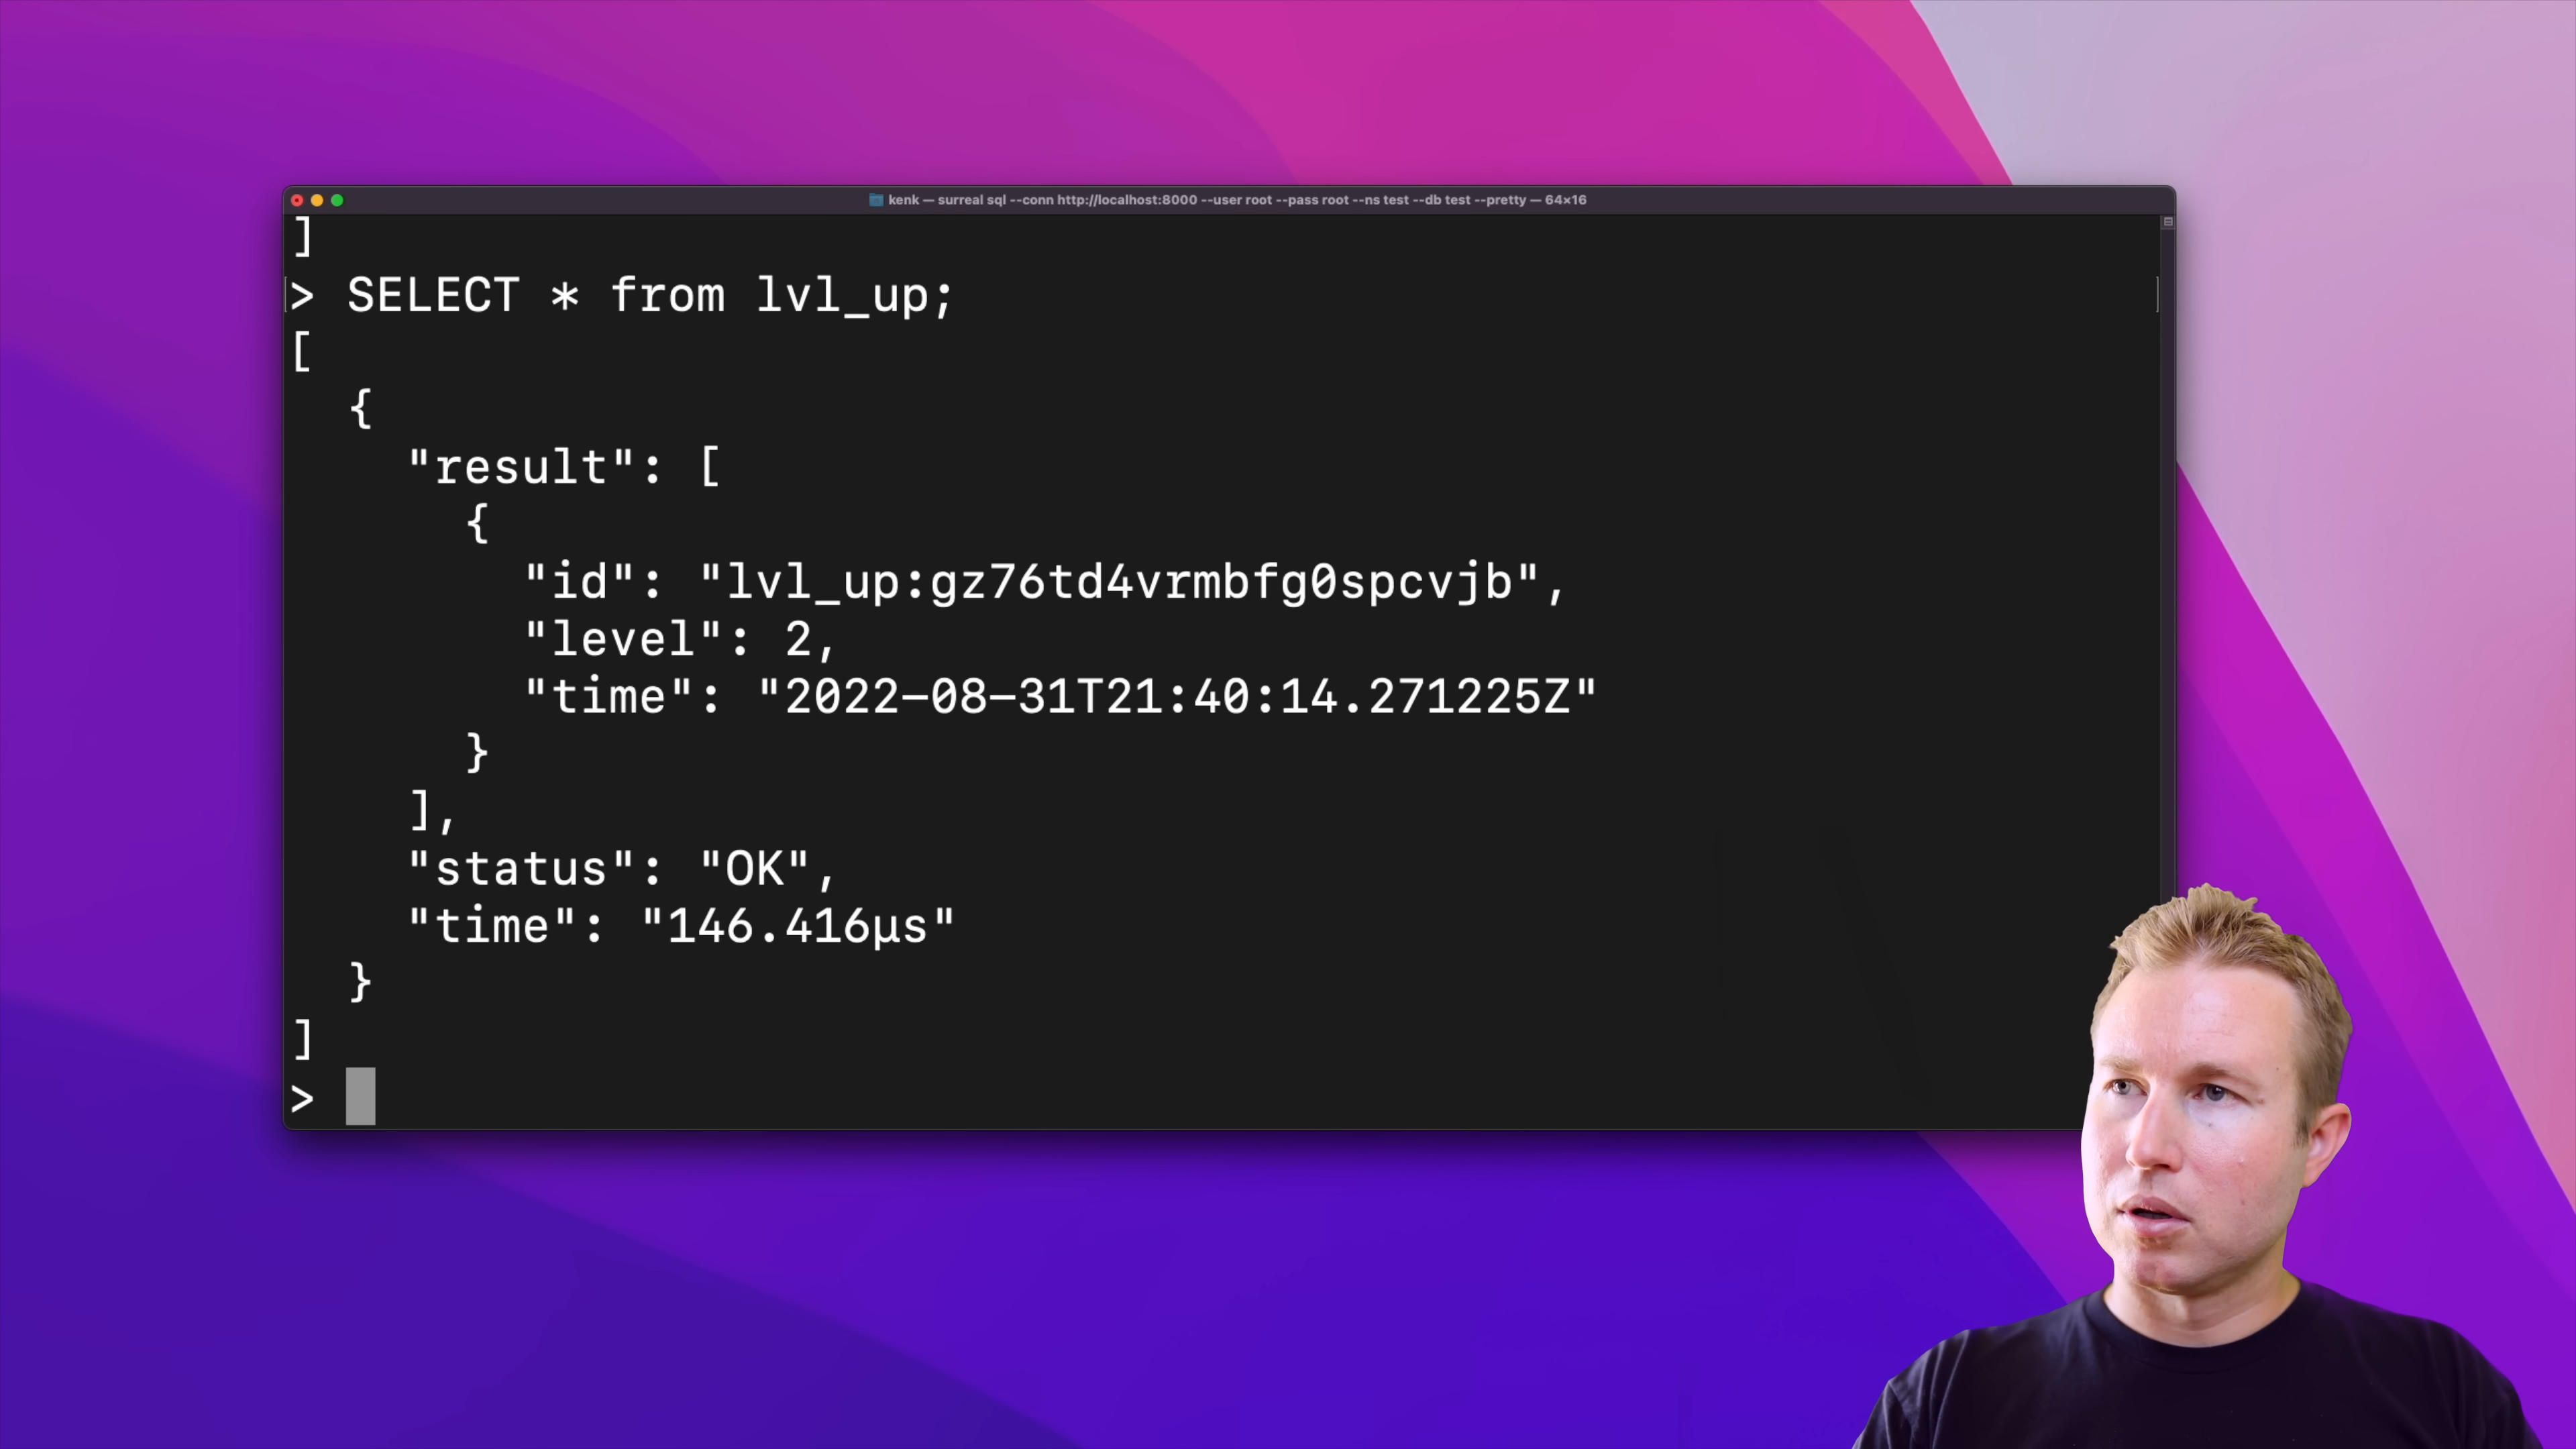 kenk — surreal sql --conn http://localhost:8000 --user root --pass root --ns test --db test --pretty — 64×16
]
> SELECT * from lvl_up;
[
{
"result": [
{
"id": "lvl_up:gz76td4vrmbfg0spcvjb",
"level": 2,
"time": "2022-08-31T21:40:14.271225Z"
}
],
"status": "OK",
"time": "146.416µs"
}
]
>